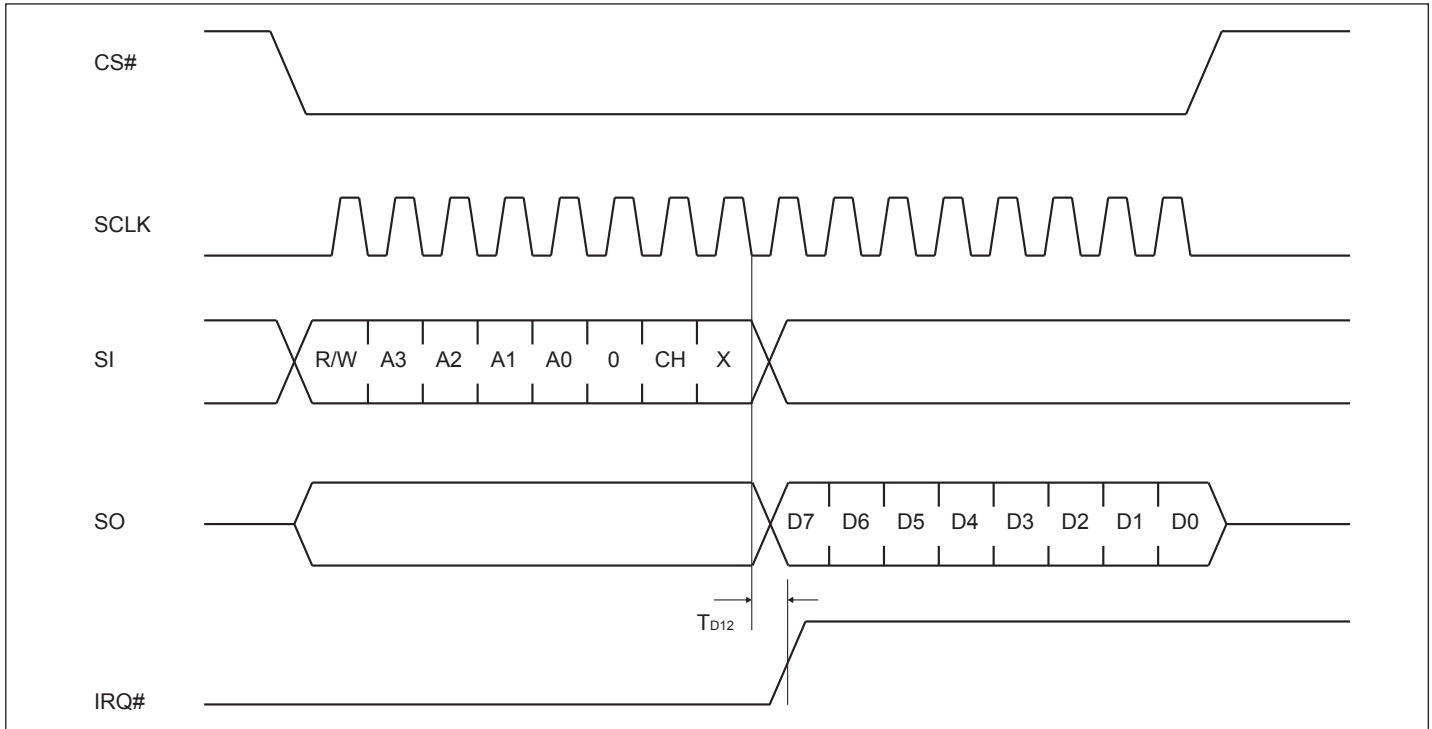 CS#
SCLK
SI
R/W A3 A2 A1 A0 0 CH X
SO
D7 D6 D5 D4 D3 D2 D1 D0
TD12
IRQ#